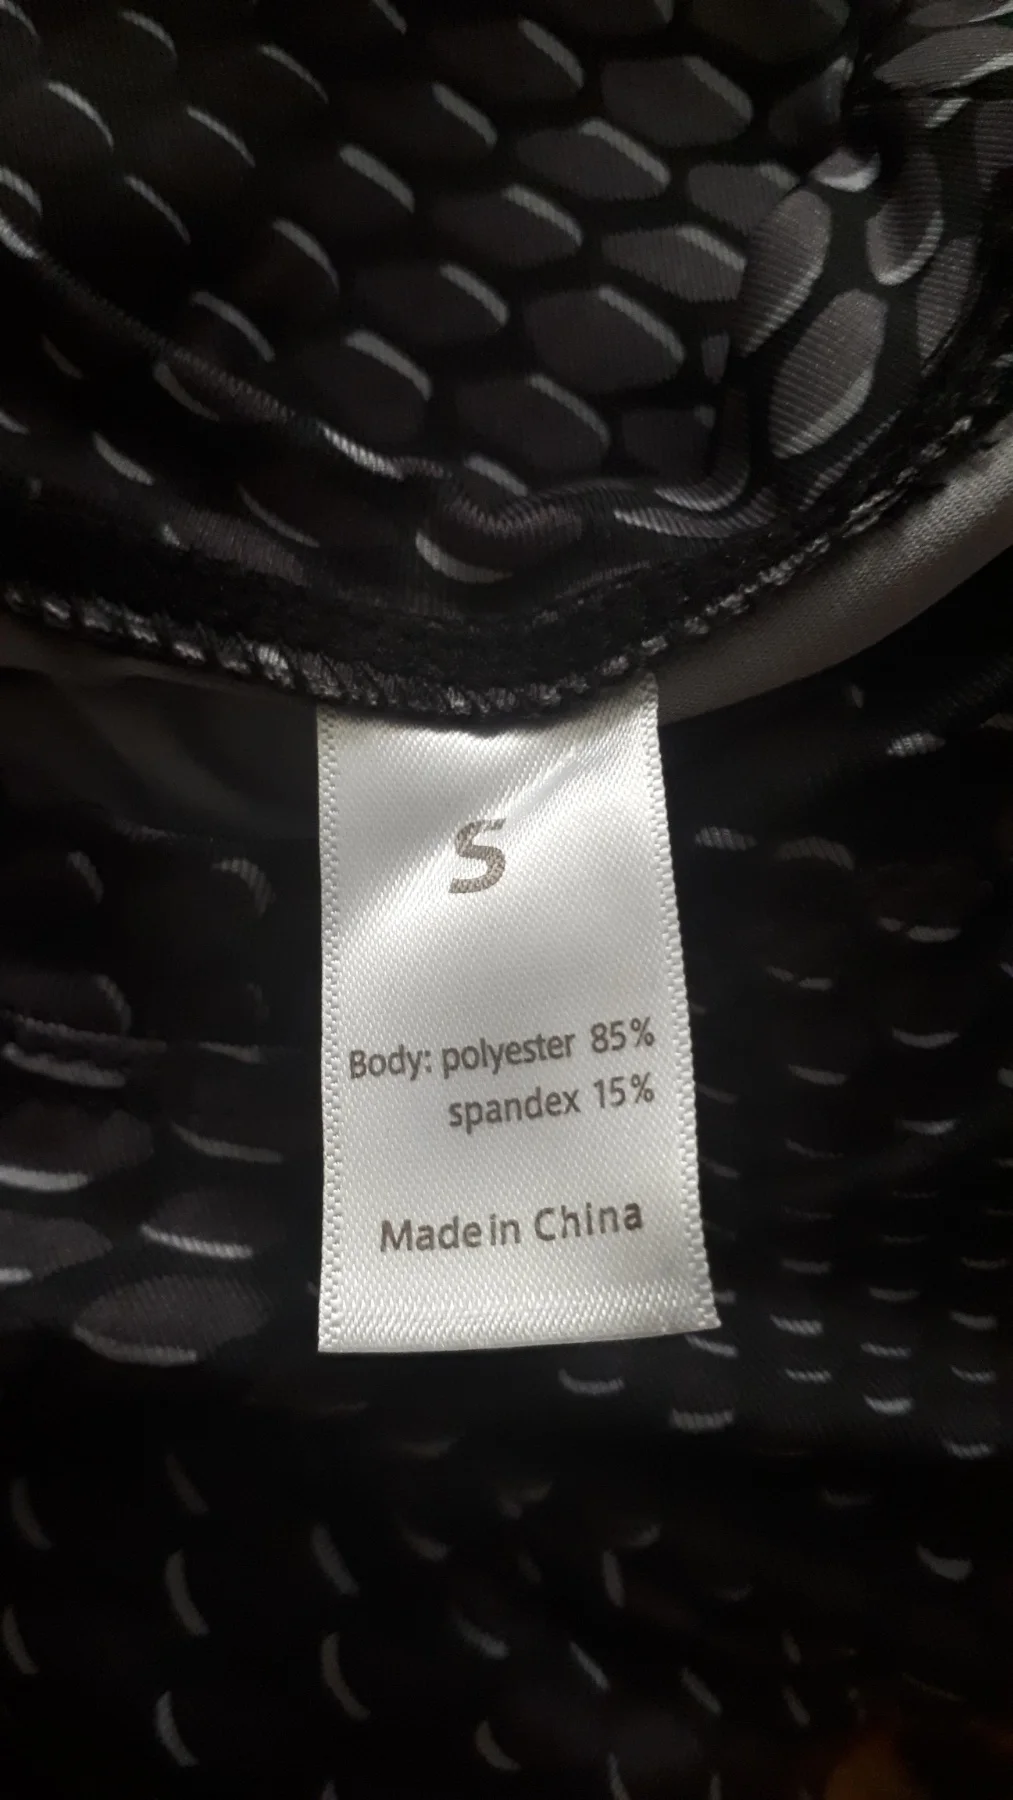 S
Body: polyester 85%
spandex 15%
Made in China